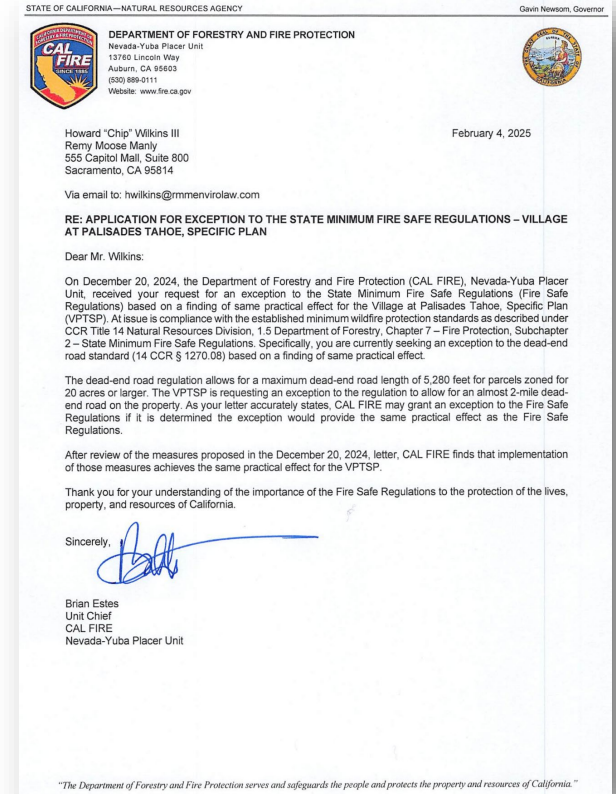 STATE OF CALIFORNIA—NATURAL RESOURCES AGENCY
Gavin Newsom, Governor
CAL
FIRE
SINCE 1885
DEPARTMENT OF FORESTRY AND FIRE PROTECTION
Nevada-Yuba Placer Unit
13760 Lincoln Way
Auburn, CA 95603
(530) 889-0111
Website: www.fire.ca.gov
Howard “Chip” Wilkins III
February 4, 2025
Remy Moose Manly
555 Capitol Mall, Suite 800
Sacramento, CA 95814
Via email to: hwilkins@rmmenvirolaw.com
RE: APPLICATION FOR EXCEPTION TO THE STATE MINIMUM FIRE SAFE REGULATIONS – VILLAGE
AT PALISADES TAHOE, SPECIFIC PLAN
Dear Mr. Wilkins:
On December 20, 2024, the Department of Forestry and Fire Protection (CAL FIRE), Nevada-Yuba Placer
Unit, received your request for an exception to the State Minimum Fire Safe Regulations (Fire Safe
Regulations) based on a finding of same practical effect for the Village at Palisades Tahoe, Specific Plan
(VPTSP). At issue is compliance with the established minimum wildfire protection standards as described under
CCR Title 14 Natural Resources Division, 1.5 Department of Forestry, Chapter 7 – Fire Protection, Subchapter
2 – State Minimum Fire Safe Regulations. Specifically, you are currently seeking an exception to the dead-end
road standard (14 CCR § 1270.08) based on a finding of same practical effect.
The dead-end road regulation allows for a maximum dead-end road length of 5,280 feet for parcels zoned for
20 acres or larger. The VPTSP is requesting an exception to the regulation to allow for an almost 2-mile dead-
end road on the property. As your letter accurately states, CAL FIRE may grant an exception to the Fire Safe
Regulations if it is determined the exception would provide the same practical effect as the Fire Safe
Regulations.
After review of the measures proposed in the December 20, 2024, letter, CAL FIRE finds that implementation
of those measures achieves the same practical effect for the VPTSP.
Thank you for your understanding of the importance of the Fire Safe Regulations to the protection of the lives,
property, and resources of California.
Sincerely,
Brian Estes
Unit Chief
CAL FIRE
Nevada-Yuba Placer Unit
“The Department of Forestry and Fire Protection serves and safeguards the people and protects the property and resources of California.”